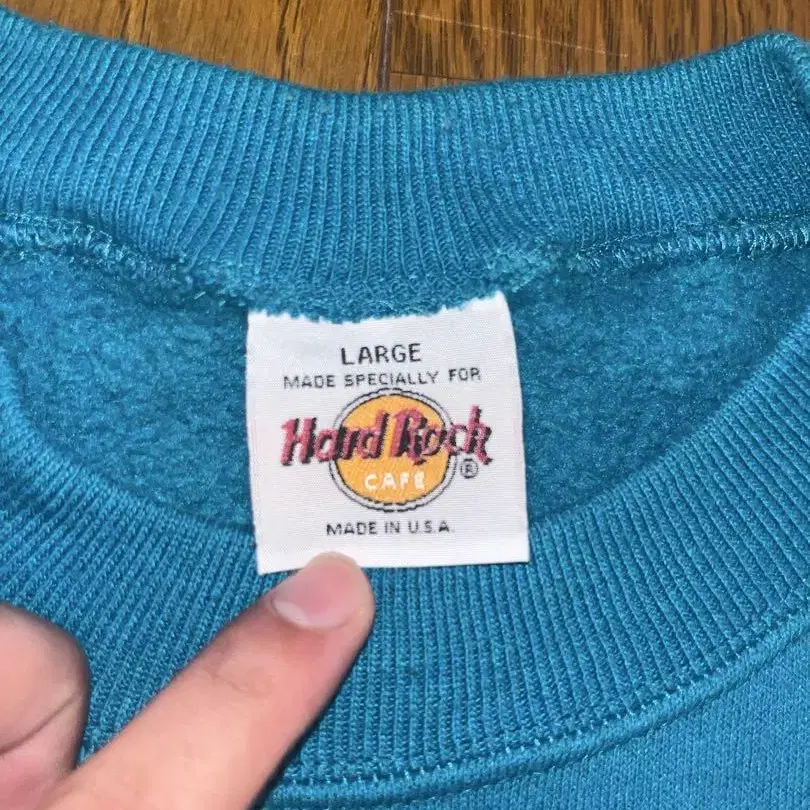 LARGE
MADE SPECIALLY FOR
Hard Rock
CAFE
®
MADE IN U.S.A.